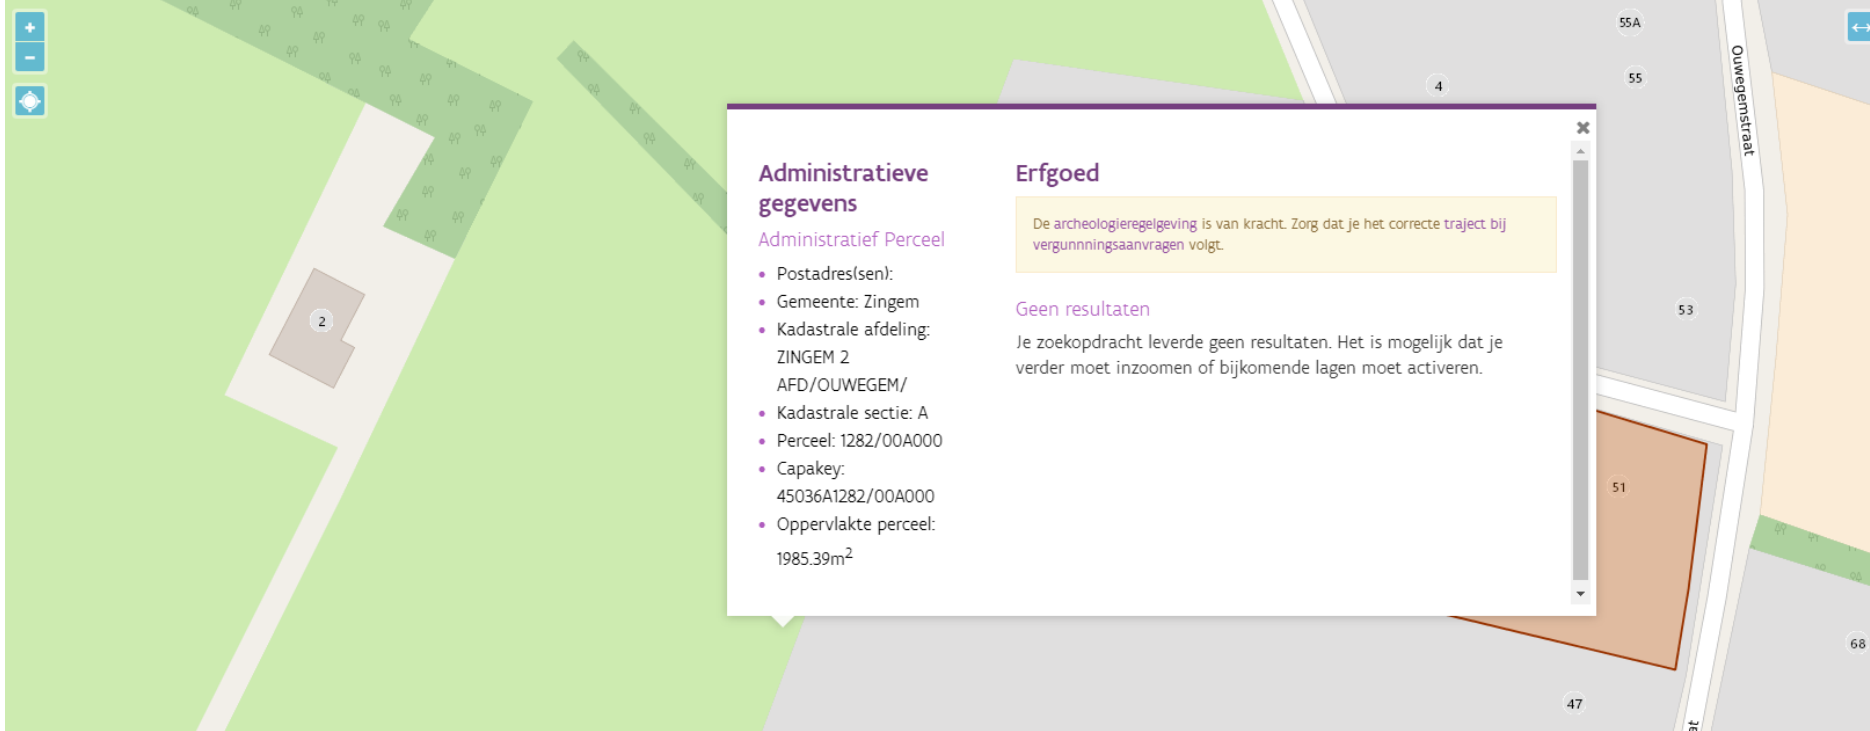 +
−
55A
55
4
Ouwegemstraat
2
53
51
47
68
Administratieve
gegevens
Administratief Perceel
Postadres(sen):
Gemeente: Zingem
Kadastrale afdeling:
ZINGEM 2
AFD/OUWEGEM/
Kadastrale sectie: A
Perceel: 1282/00A000
Capakey:
45036A1282/00A000
Oppervlakte perceel:
1985.39m²
Erfgoed
De archeologieregelgeving is van kracht. Zorg dat je het correcte traject bij
vergunnningsaanvragen volgt.
Geen resultaten
Je zoekopdracht leverde geen resultaten. Het is mogelijk dat je
verder moet inzoomen of bijkomende lagen moet activeren.